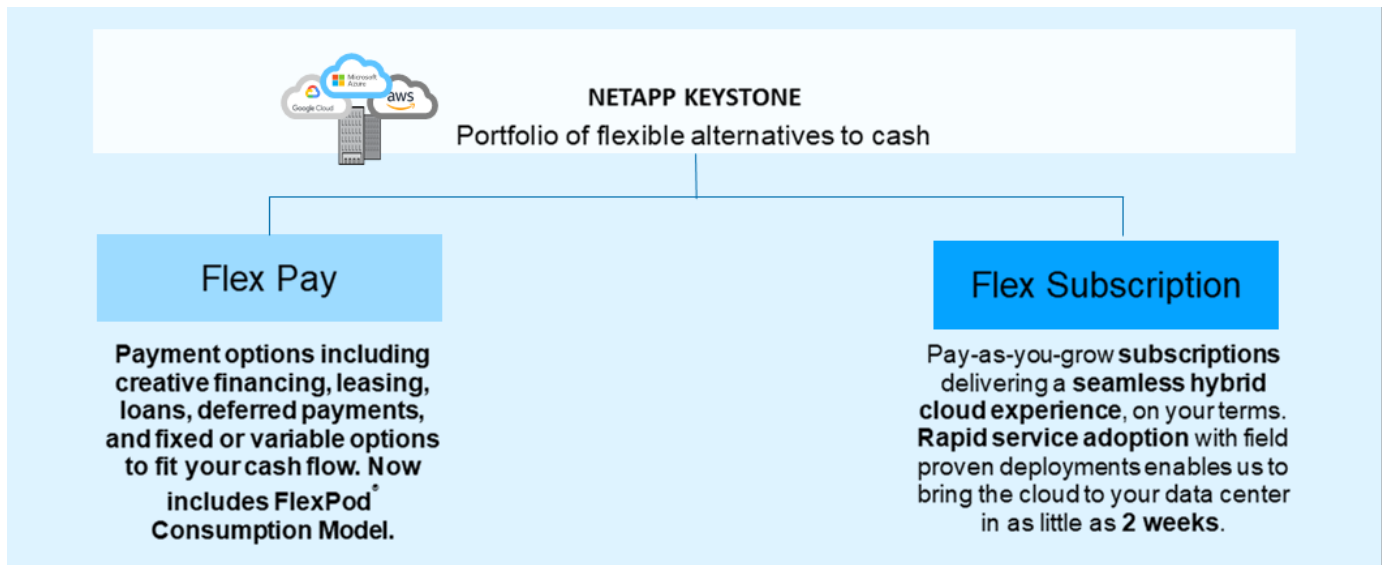 Microsoft
Azure
Google Cloud
aws
NETAPP KEYSTONE
Portfolio of flexible alternatives to cash
Flex Pay
Payment options including
creative financing, leasing,
loans, deferred payments,
and fixed or variable options
to fit your cash flow. Now
includes FlexPod®
Consumption Model.
Flex Subscription
Pay-as-you-grow subscriptions
delivering a seamless hybrid
cloud experience, on your terms.
Rapid service adoption with field
proven deployments enables us to
bring the cloud to your data center
in as little as 2 weeks.